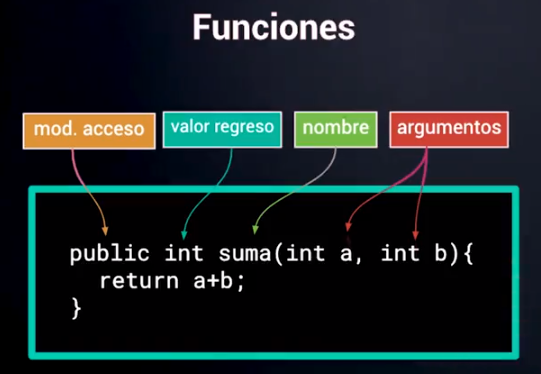 Funciones
mod. acceso
valor regreso
nombre
argumentos
public int suma(int a, int b){
return a+b;
}